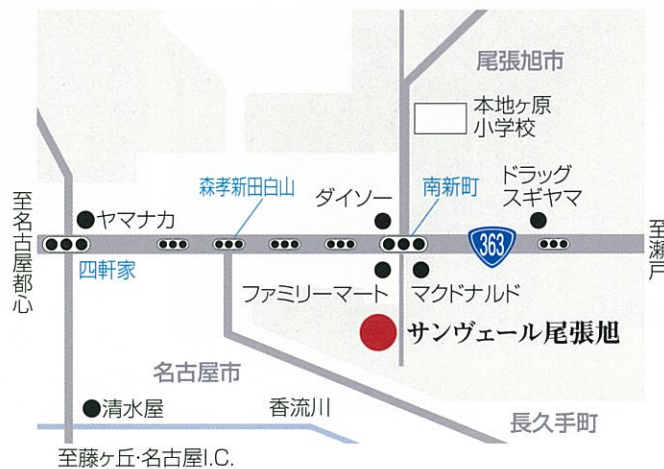 尾張旭市
本地ヶ原
小学校
森孝新田白山
ダイソー
南新町
ドラッグ
スギヤマ
至名古屋都心
ヤマナカ
363
至瀬戸
四軒家
ファミリーマート
マクドナルド
サンヴェール尾張旭
名古屋市
清水屋
香流川
長久手町
至藤ヶ丘・名古屋I.C.